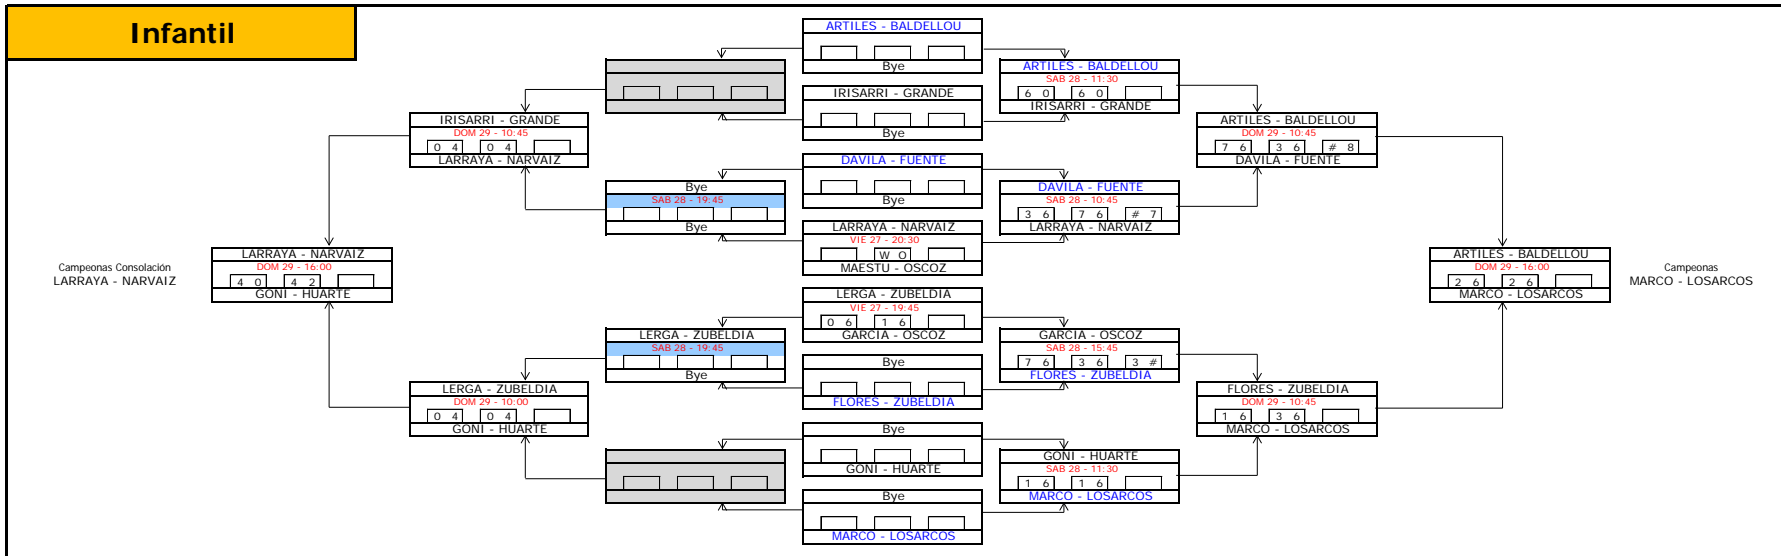 Infantil
ARTILES - BALDELLOU
Bye
IRISARRI - GRANDE
Bye
DAVILA - FUENTE
Bye
LARRAYA - NARVAIZ
VIE 27 - 20:30
W O
MAESTU - OSCOZ
LERGA - ZUBELDIA
VIE 27 - 19:45
0 6 1 6
GARCIA - OSCOZ
Bye
FLORES - ZUBELDIA
Bye
GOÑI - HUARTE
Bye
MARCO - LOSARCOS
ARTILES - BALDELLOU
SAB 28 - 11:30
6 0 6 0
IRISARRI - GRANDE
DAVILA - FUENTE
SAB 28 - 10:45
3 6 7 6 # 7
LARRAYA - NARVAIZ
GARCIA - OSCOZ
SAB 28 - 15:45
7 6 3 6 3 #
FLORES - ZUBELDIA
GOÑI - HUARTE
SAB 28 - 11:30
1 6 1 6
MARCO - LOSARCOS
ARTILES - BALDELLOU
DOM 29 - 10:45
7 6 3 6 # 8
DAVILA - FUENTE
FLORES - ZUBELDIA
DOM 29 - 10:45
1 6 3 6
MARCO - LOSARCOS
ARTILES - BALDELLOU
DOM 29 - 16:00
2 6 2 6
MARCO - LOSARCOS
Campeonas
MARCO - LOSARCOS
Bye
SAB 28 - 19:45
Bye
LERGA - ZUBELDIA
SAB 28 - 19:45
Bye
IRISARRI - GRANDE
DOM 29 - 10:45
0 4 0 4
LARRAYA - NARVAIZ
LERGA - ZUBELDIA
DOM 29 - 10:00
0 4 0 4
GOÑI - HUARTE
LARRAYA - NARVAIZ
DOM 29 - 16:00
4 0 4 2
GOÑI - HUARTE
Campeonas Consolación
LARRAYA - NARVAIZ